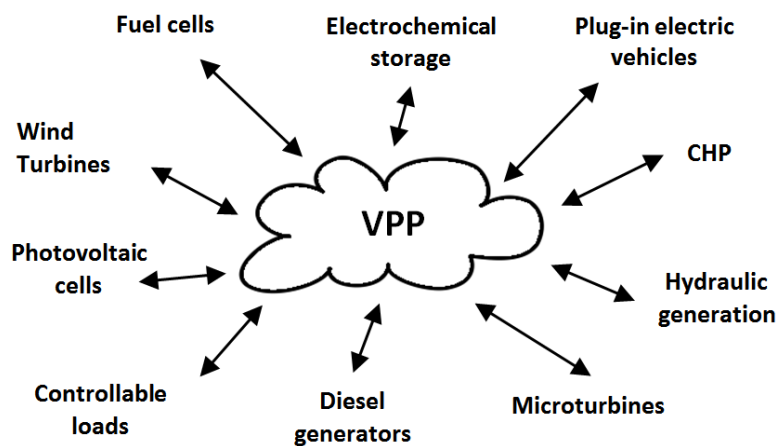 Fuel cells
Electrochemical
storage
Plug-in electric
vehicles
Wind
Turbines
CHP
VPP
Photovoltaic
cells
Hydraulic
generation
Controllable
loads
Diesel
generators
Microturbines